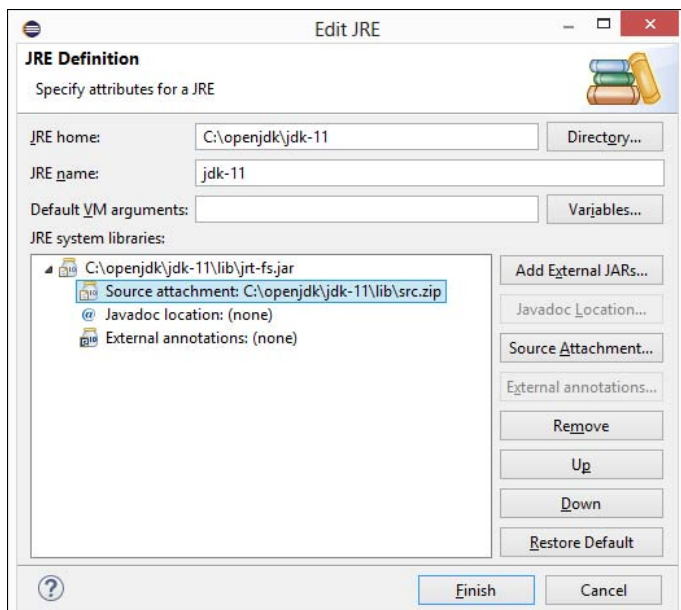 Edit JRE
JRE Definition
Specify attributes for a JRE
JRE home:
C:\openjdk\jdk-11
Directory...
JRE name:
jdk-11
Default VM arguments:
Variables...
JRE system libraries:
C:\openjdk\jdk-11\lib\jrt-fs.jar
Source attachment: C:\openjdk\jdk-11\lib\src.zip
Javadoc location: (none)
External annotations: (none)
Add External JARs...
Javadoc Location...
Source Attachment...
External annotations...
Remove
Up
Down
Restore Default
Finish
Cancel